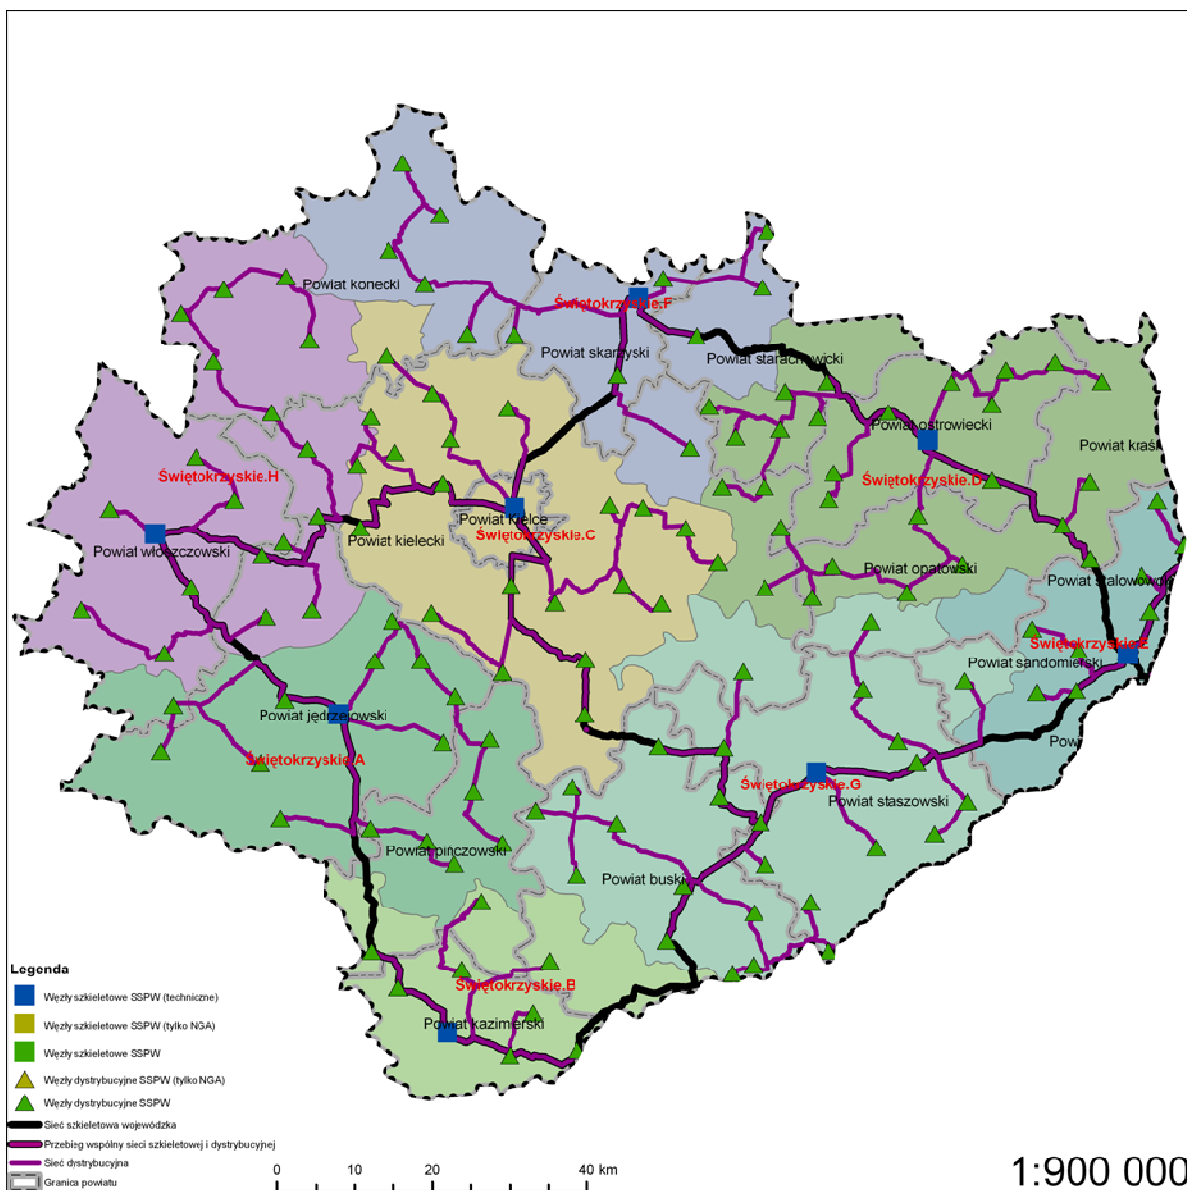 Powiat konecki
Świętokrzyskie.F
Powiat skarżyski
Powiat starachowicki
Powiat ostrowiecki
Powiat kraśn
Świętokrzyskie.H
Świętokrzyskie.D
Powiat Kielce
Świętokrzyskie.C
Powiat kielecki
Powiat włoszczowski
Powiat opatowski
Powiat stalowowo
Świętokrzyskie.E
Powiat sandomierski
Powiat jędrzejowski
Pow
Świętokrzyskie.A
Świętokrzyskie.G
Powiat staszowski
Powiat pińczowski
Powiat buski
Świętokrzyskie.B
Powiat kazimierski
Legenda
Węzły szkieletowe SSPW (techniczne)
Węzły szkieletowe SSPW (tylko NGA)
Węzły szkieletowe SSPW
Węzły dystrybucyjne SSPW (tylko NGA)
Węzły dystrybucyjne SSPW
Sieć szkieletowa wojewódzka
Przebieg wspólny sieci szkieletowej i dystrybucyjnej
Sieć dystrybucyjna
Granica powiatu
0 10 20 40 km
1:900 000